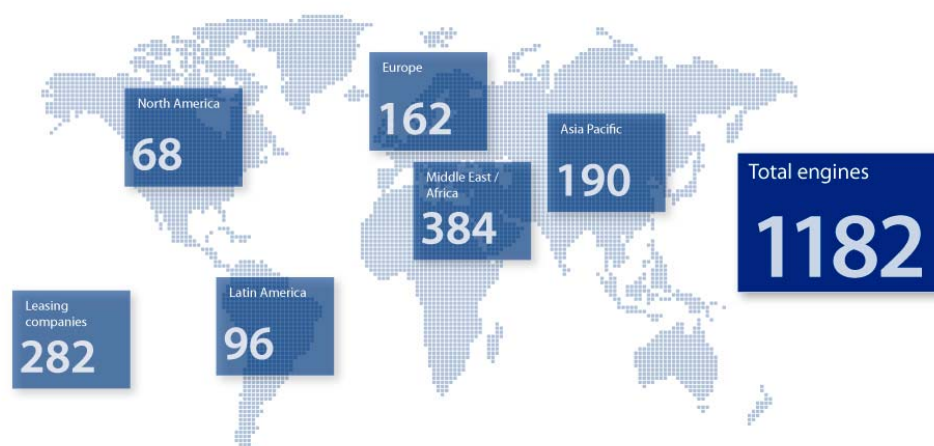 North America
68
Europe
162
Asia Pacific
190
Middle East /
Africa
384
Total engines
1182
Leasing
companies
282
Latin America
96